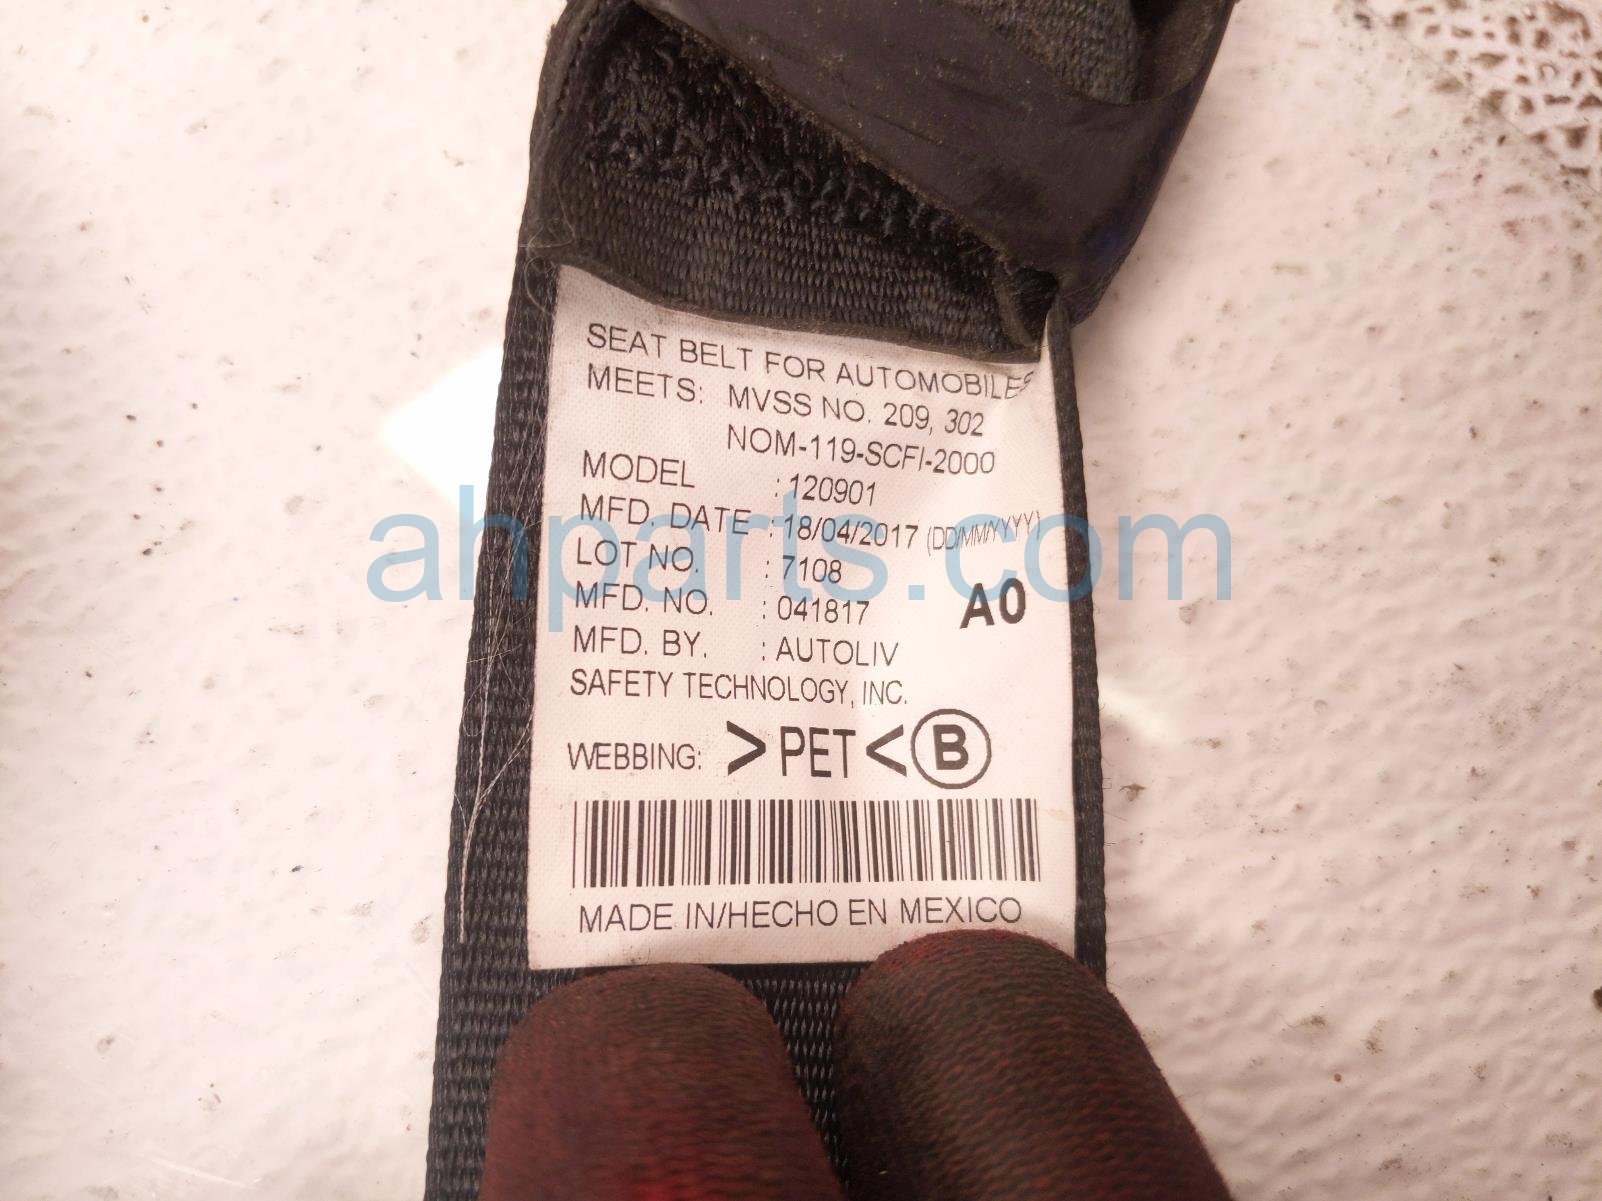 SEAT BELT FOR AUTOMOBILES
MEETS: MVSS NO. 209, 302
NOM-119-SCFI-2000
MODEL : 120901
MFD. DATE : 18/04/2017 (DD/MM/YYYY)
LOT NO. : 7108
MFD. NO. : 041817 A0
MFD. BY. : AUTOLIV
SAFETY TECHNOLOGY, INC.
WEBBING: >PET< B
MADE IN/HECHO EN MEXICO
ahparts.com